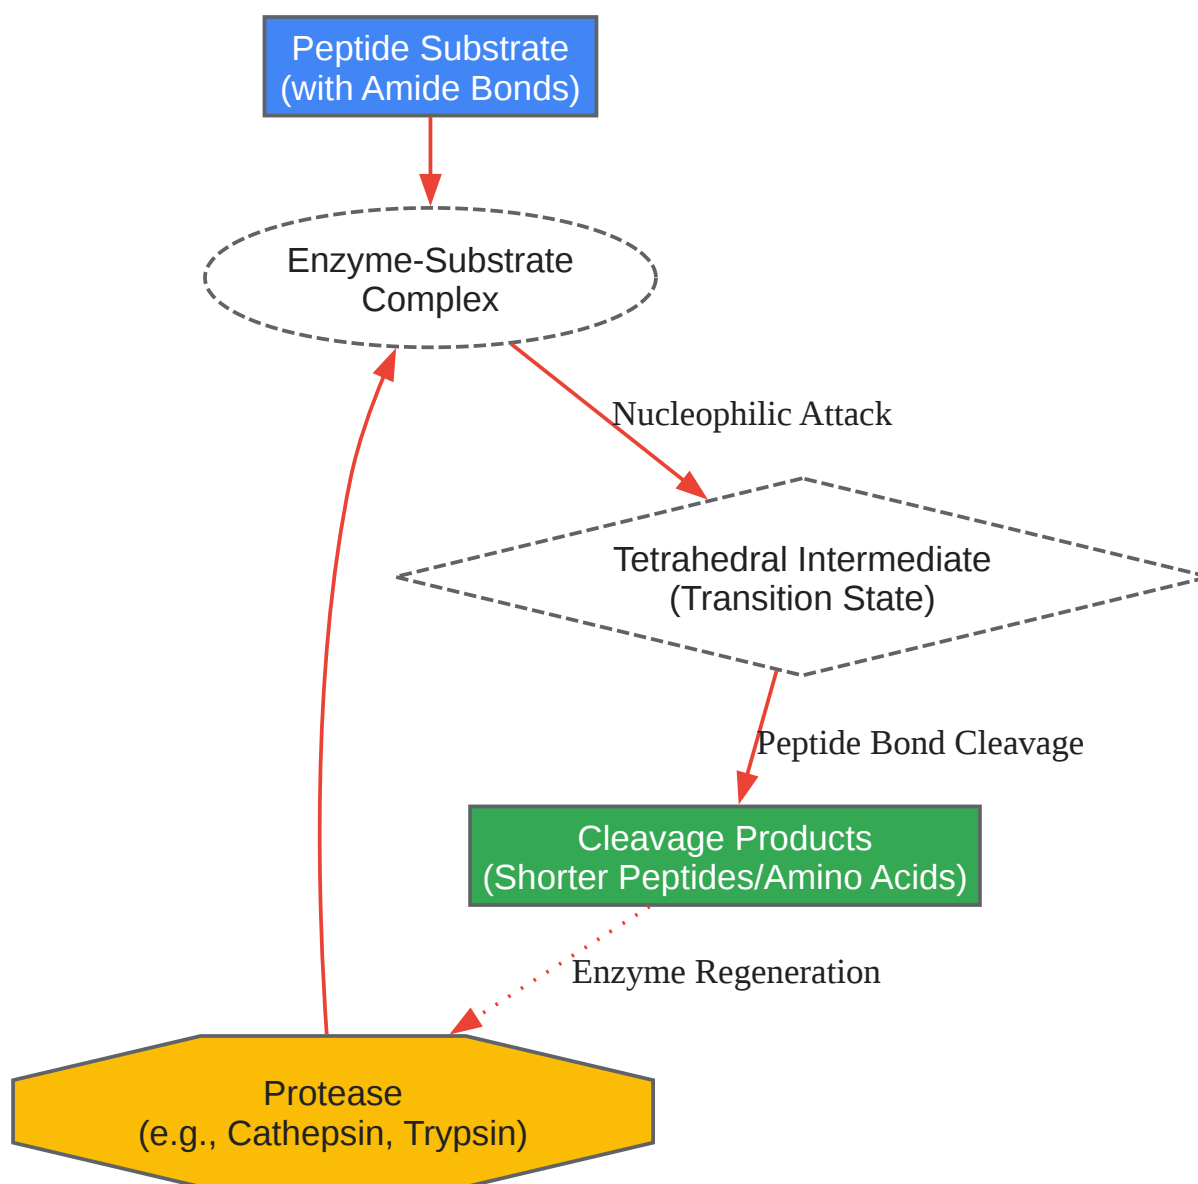 Peptide Substrate
(with Amide Bonds)
Enzyme-Substrate
Complex
Nucleophilic Attack
Tetrahedral Intermediate
(Transition State)
Peptide Bond Cleavage
Cleavage Products
(Shorter Peptides/Amino Acids)
Enzyme Regeneration
Protease
(e.g., Cathepsin, Trypsin)